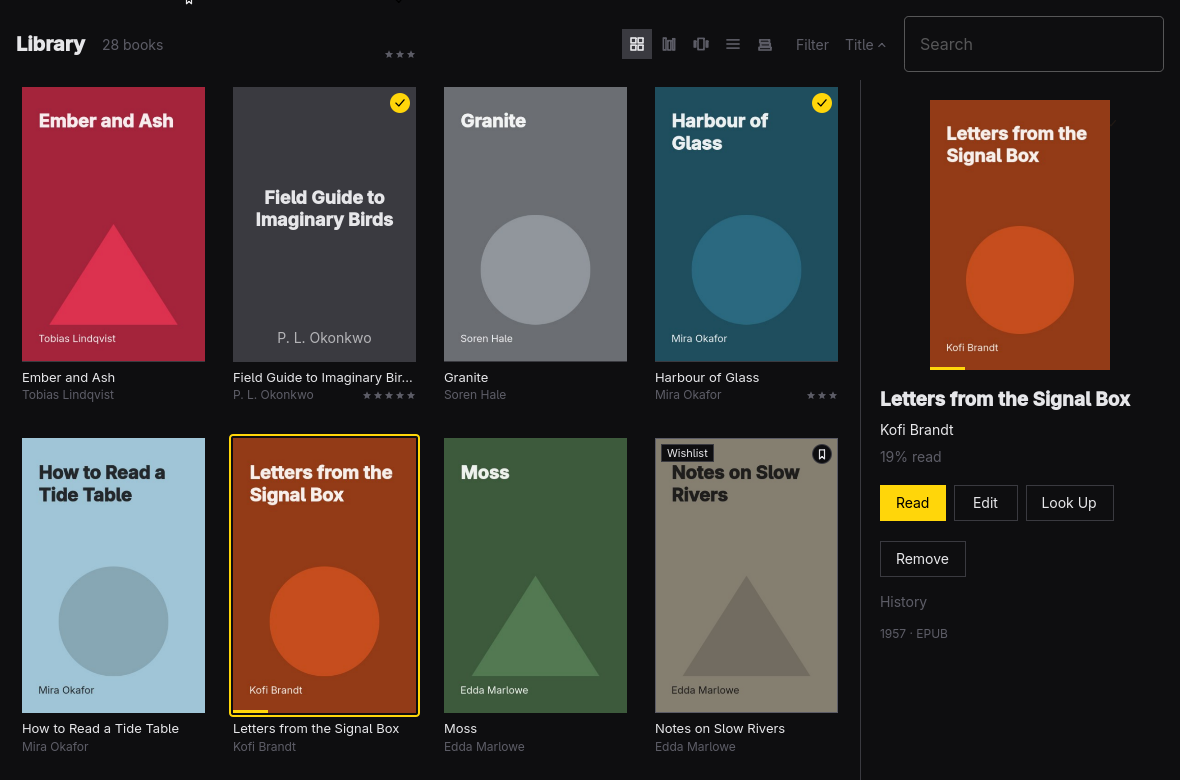 Library
28 books
Filter
Title
Search
Ember and Ash
Tobias Lindqvist
Field Guide to
Imaginary Birds
P. L. Okonkwo
Granite
Soren Hale
Harbour of
Glass
Mira Okafor
Ember and Ash
Tobias Lindqvist
Field Guide to Imaginary Bir...
P. L. Okonkwo
Granite
Soren Hale
Harbour of Glass
Mira Okafor
How to Read a
Tide Table
Mira Okafor
Letters from the
Signal Box
Kofi Brandt
Moss
Edda Marlowe
Wishlist
Notes on Slow
Rivers
Edda Marlowe
How to Read a Tide Table
Mira Okafor
Letters from the Signal Box
Kofi Brandt
Moss
Edda Marlowe
Notes on Slow Rivers
Edda Marlowe
Letters from the
Signal Box
Kofi Brandt
Letters from the Signal Box
Kofi Brandt
19% read
Read
Edit
Look Up
Remove
History
1957 · EPUB